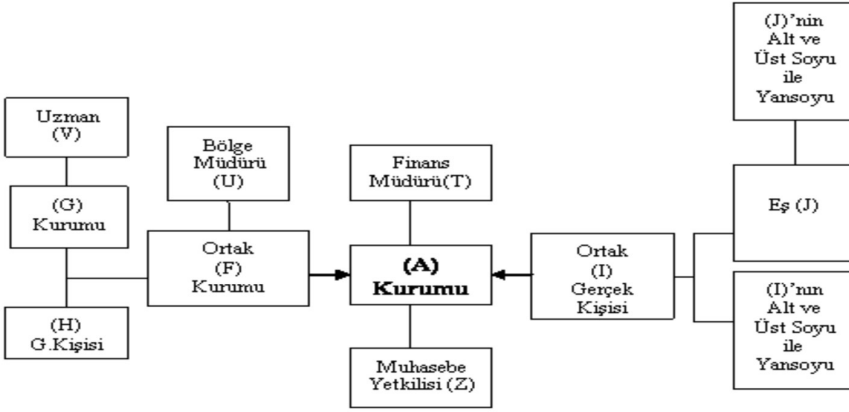 (J)'nin
Alt ve
Üst Soyu
ile
Yansoyu
Uzman
(V)
Bölge
Müdürü
(U)
Finans
Müdürü(T)
(G)
Kurumu
Eş (J)
Ortak
(F)
Kurumu
(A)
Kurumu
Ortak
(I)
Gerçek
Kişisi
(H)
G.Kişisi
(I)'nın
Alt ve
Üst Soyu
ile
Yansoyu
Muhasebe
Yetkilisi (Z)